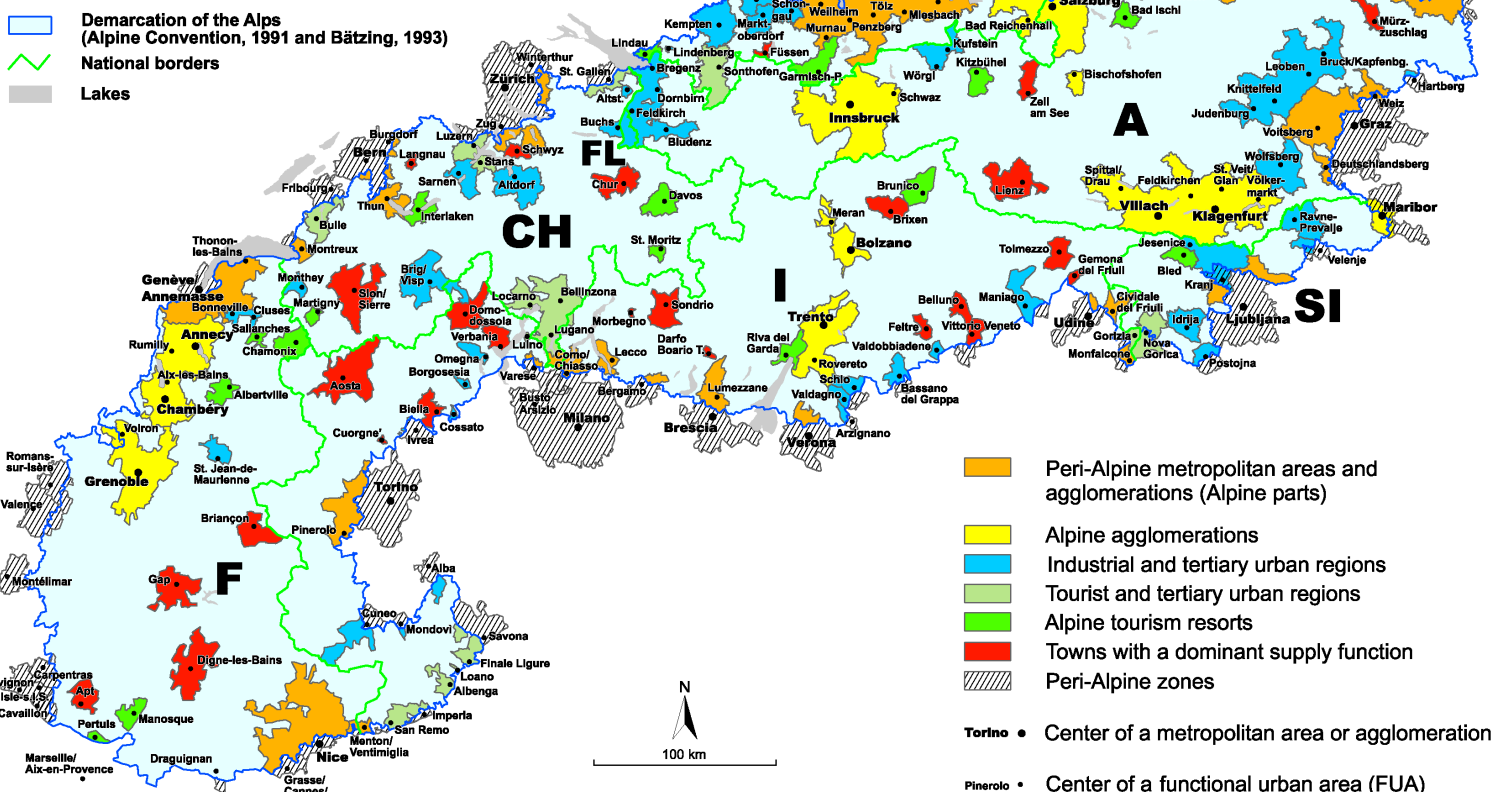 Demarcation of the Alps
(Alpine Convention, 1991 and Bätzing, 1993)
National borders
Lakes
Kempten
Markt-
oberdorf
Schon-
gau
Weilheim
Tölz
Miesbach
Murnau
Penzberg
Bad Reichenhall
Salzburg
Bad Ischl
Mürz-
zuschlag
Winterthur
Zürich
St. Gallen
Lindau
Lindenberg
Füssen
Bregenz
Sonthofen
Garmisch-P.
Kufstein
Wörgl
Kitzbühel
Bischofshofen
Zell
am See
Leoben
Bruck/Kapfenbg.
Hartberg
Knittelfeld
Judenburg
Weiz
Voitsberg
Graz
Altst.
Dornbirn
Buchs
Feldkirch
Bludenz
Innsbruck
Schwaz
A
Zug
Luzern
Burgdorf
Bern
Langnau
Stans
Schwyz
FL
Sarnen
Altdorf
Chur
Davos
Brunico
Brixen
Lienz
Spittal/
Drau
Feldkirchen
St. Veit/
Glan
Völker-
markt
Wolfsberg
Deutschlandsberg
Villach
Klagenfurt
Maribor
Fribourg
Thun
Interlaken
Bulle
CH
Meran
Bolzano
St. Moritz
Ravne-
Prevalje
Velenje
Thonon-
les-Bains
Montreux
Tolmezzo
Jesenice
Bled
Gemona
del Friuli
Kranj
Genève/
Annemasse
Monthey
Brig/
Visp
Sion/
Sierre
Locarno
Bellinzona
I
Maniago
SI
Bonneville
Cluses
Martigny
Domo-
dossola
Sondrio
Trento
Belluno
Cividale
del Friuli
Ljubljana
Annecy
Sallanches
Chamonix
Verbania
Lugano
Luino
Morbegno
Feltre
Vittorio Veneto
Udine
Gorizia
Idrija
Rumilly
Omegna
Como/
Chiasso
Lecco
Darfo
Boario T.
Riva del
Garda
Valdobbiadene
Monfalcone
Nova
Gorica
Postojna
Aix-les-Bains
Albertville
Aosta
Borgosesia
Varese
Bergamo
Lumezzane
Rovereto
Schio
Valdagno
Bassano
del Grappa
Chambéry
Biella
Cossato
Busto
Arsizio
Milano
Brescia
Verona
Arzignano
Voiron
Cuorgne'
Ivrea
Romans-
sur-Isère
Grenoble
St. Jean-de-
Maurienne
Valence
Torino
Briançon
Pinerolo
Montélimar
Gap
F
Alba
Cuneo
Mondovì
Savona
Digne-les-Bains
Finale Ligure
Loano
Albenga
Carpentras
Isle-s.l.S.
Cavaillon
Apt
Pertuis
Manosque
Imperia
San Remo
Menton/
Ventimiglia
Nice
Marseille/
Aix-en-Provence
Draguignan
Grasse/
Cannes/
N
100 km
Peri-Alpine metropolitan areas and
agglomerations (Alpine parts)
Alpine agglomerations
Industrial and tertiary urban regions
Tourist and tertiary urban regions
Alpine tourism resorts
Towns with a dominant supply function
Peri-Alpine zones
Torino Center of a metropolitan area or agglomeration
Pinerolo Center of a functional urban area (FUA)